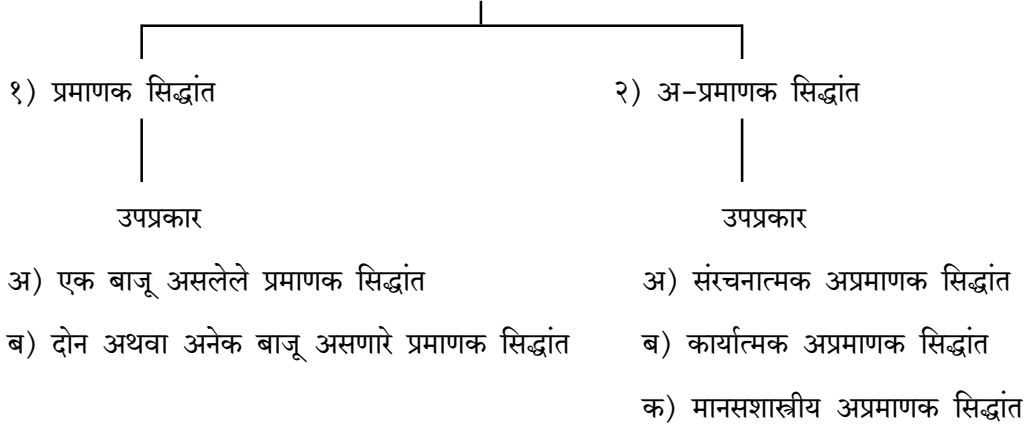 १) प्रमाणक सिद्धांत
२) अ-प्रमाणक सिद्धांत
उपप्रकार
उपप्रकार
अ) एक बाजू असलेले प्रमाणक सिद्धांत
अ) संरचनात्मक अप्रमाणक सिद्धांत
ब) दोन अथवा अनेक बाजू असणारे प्रमाणक सिद्धांत
ब) कार्यात्मक अप्रमाणक सिद्धांत
क) मानसशास्त्रीय अप्रमाणक सिद्धांत